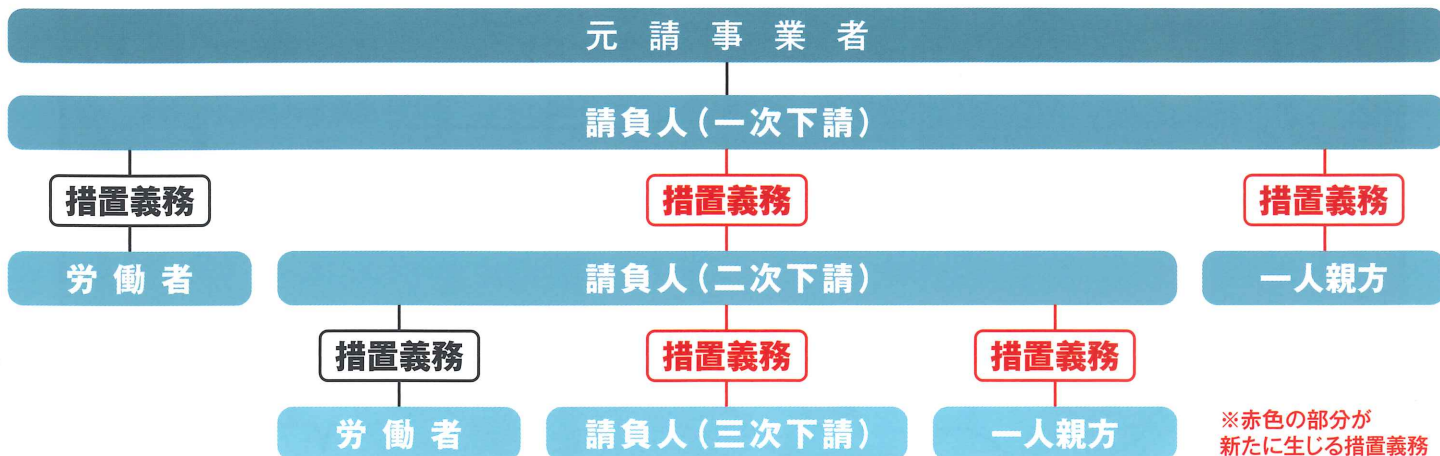 元請事業者
請負人(一次下請)
措置義務
措置義務
措置義務
労働者
請負人(二次下請)
一人親方
措置義務
措置義務
措置義務
労働者
請負人(三次下請)
一人親方
※赤色の部分が
新たに生じる措置義務